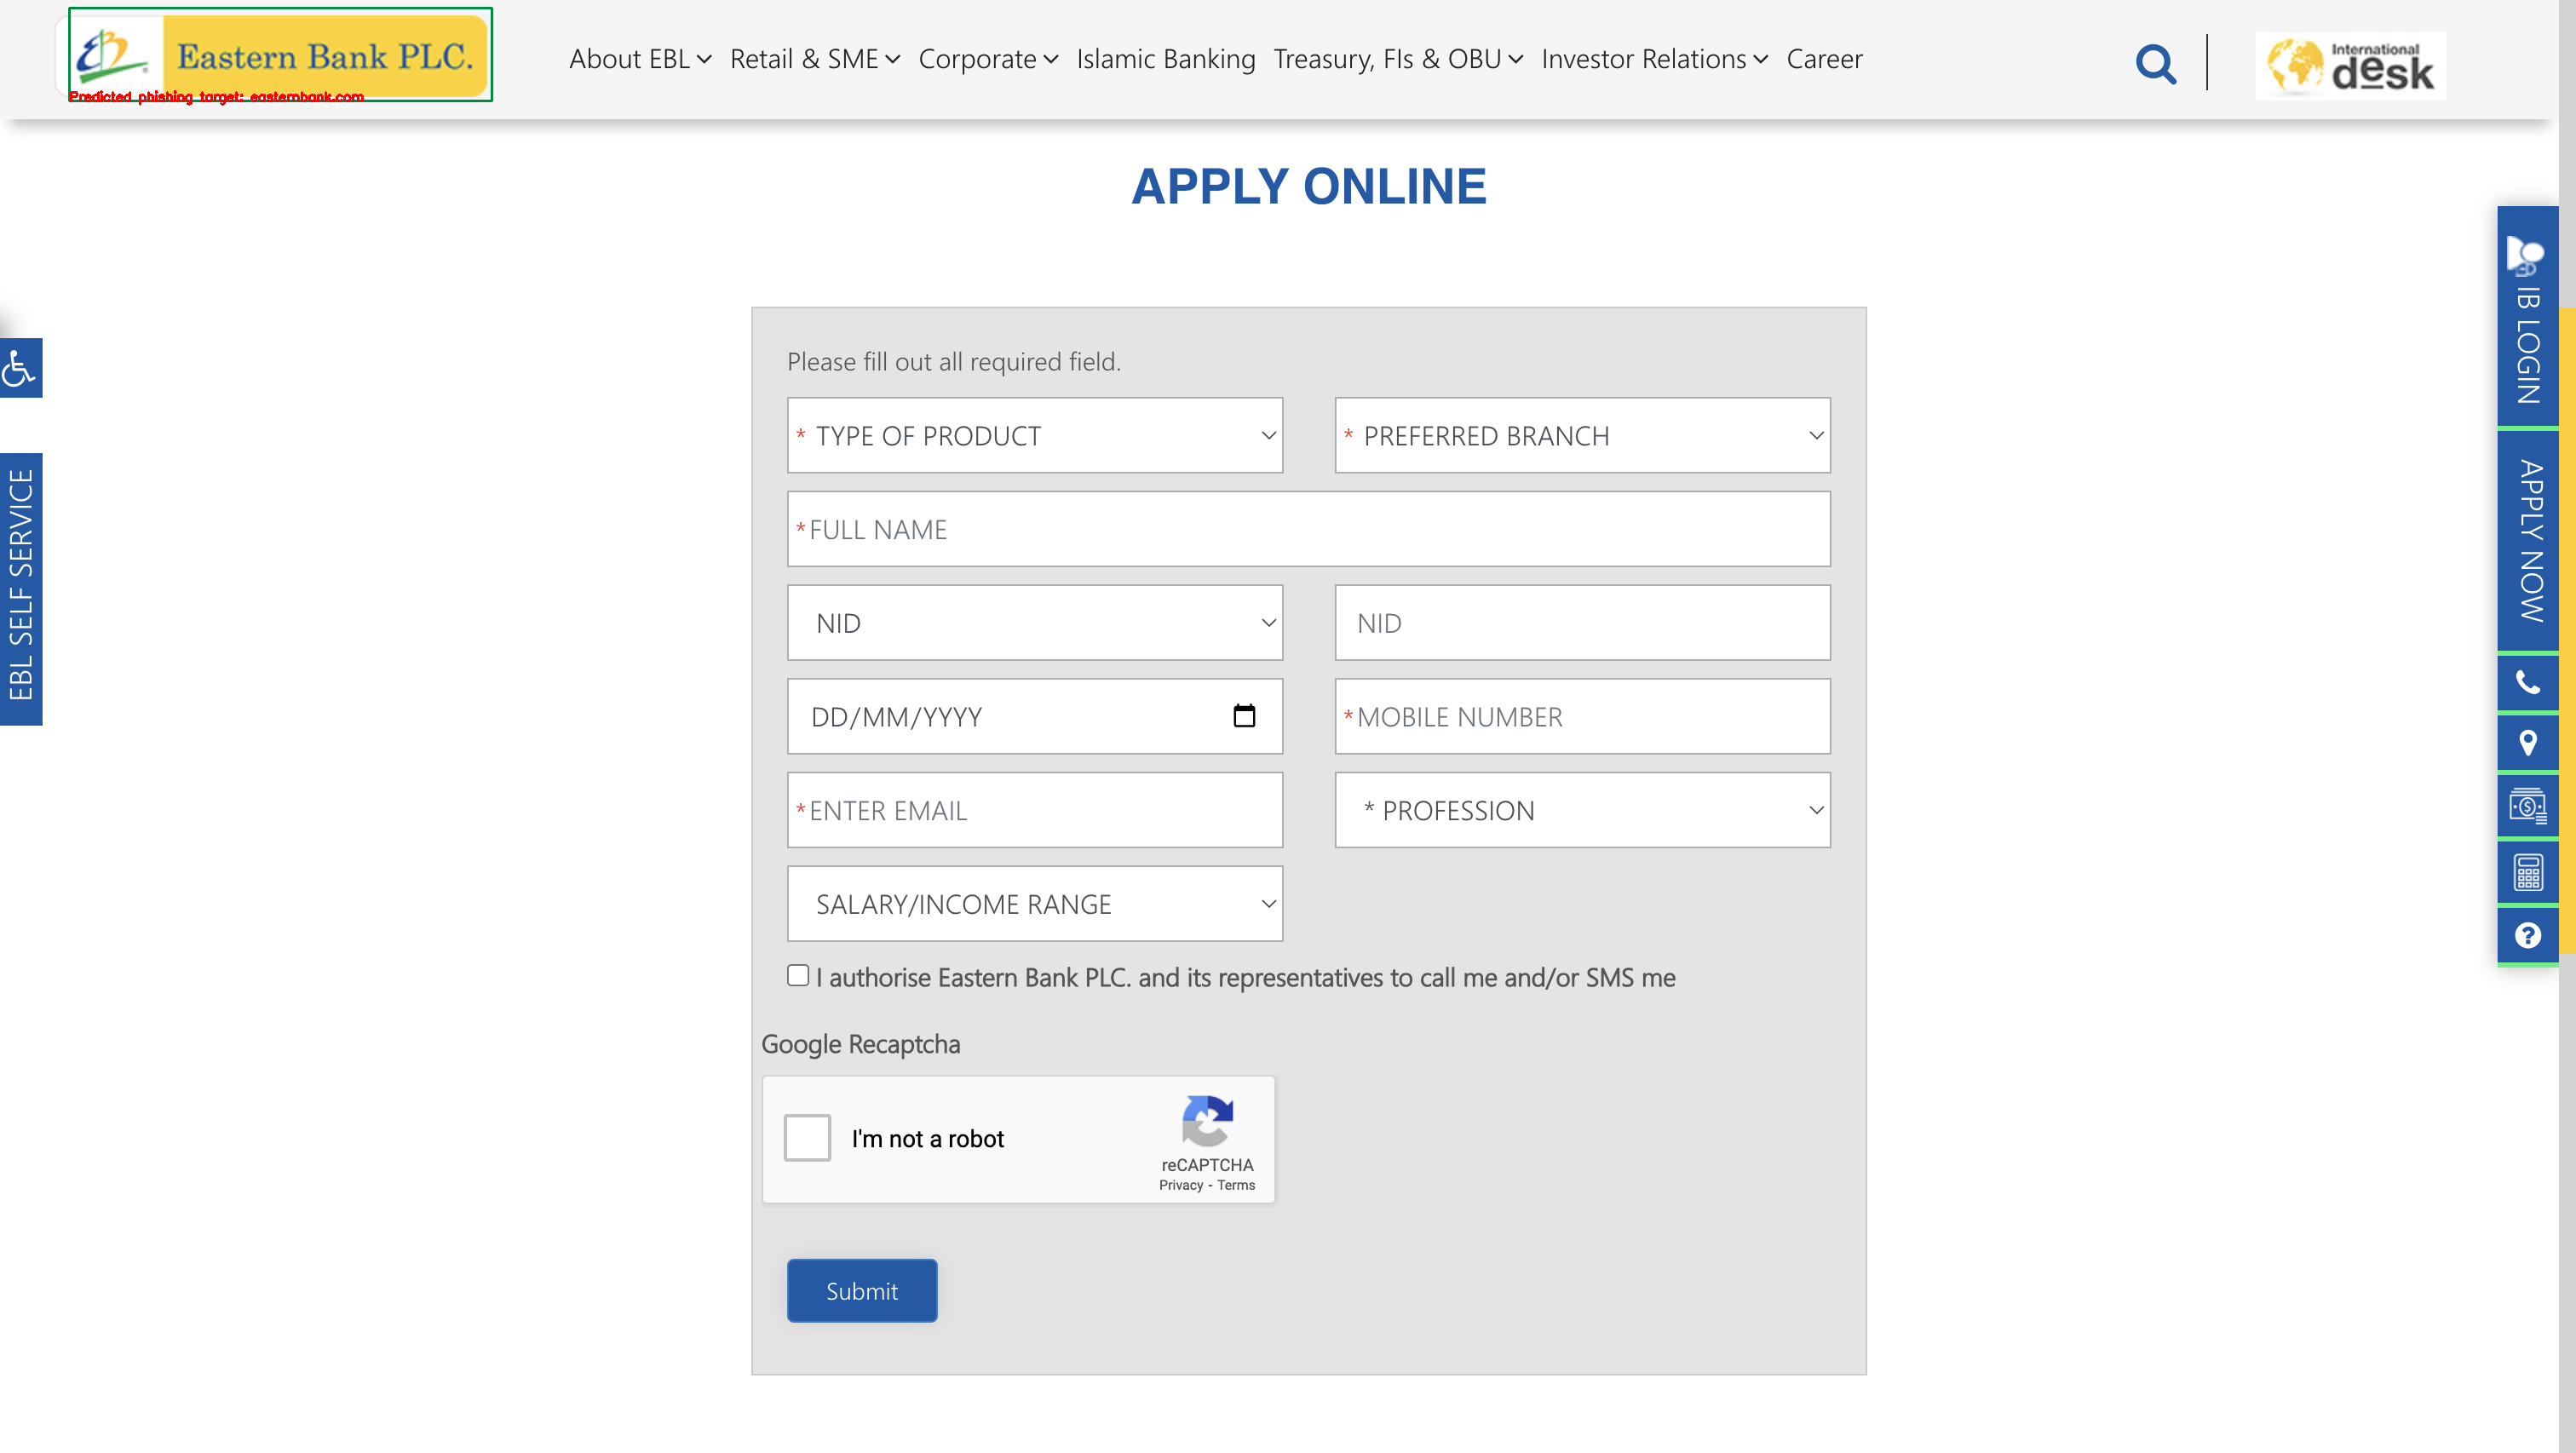 Eastern Bank PLC.
Predicted phishing target: easternbank.com
About EBL Retail & SME Corporate Islamic Banking Treasury, FIs & OBU Investor Relations Career
International
desk
APPLY ONLINE
Please fill out all required field.
* TYPE OF PRODUCT
* PREFERRED BRANCH
*FULL NAME
NID
NID
DD/MM/YYYY
*MOBILE NUMBER
*ENTER EMAIL
* PROFESSION
SALARY/INCOME RANGE
I authorise Eastern Bank PLC. and its representatives to call me and/or SMS me
Google Recaptcha
I'm not a robot
reCAPTCHA
Privacy - Terms
Submit
EBL SELF SERVICE
IB LOGIN
APPLY NOW